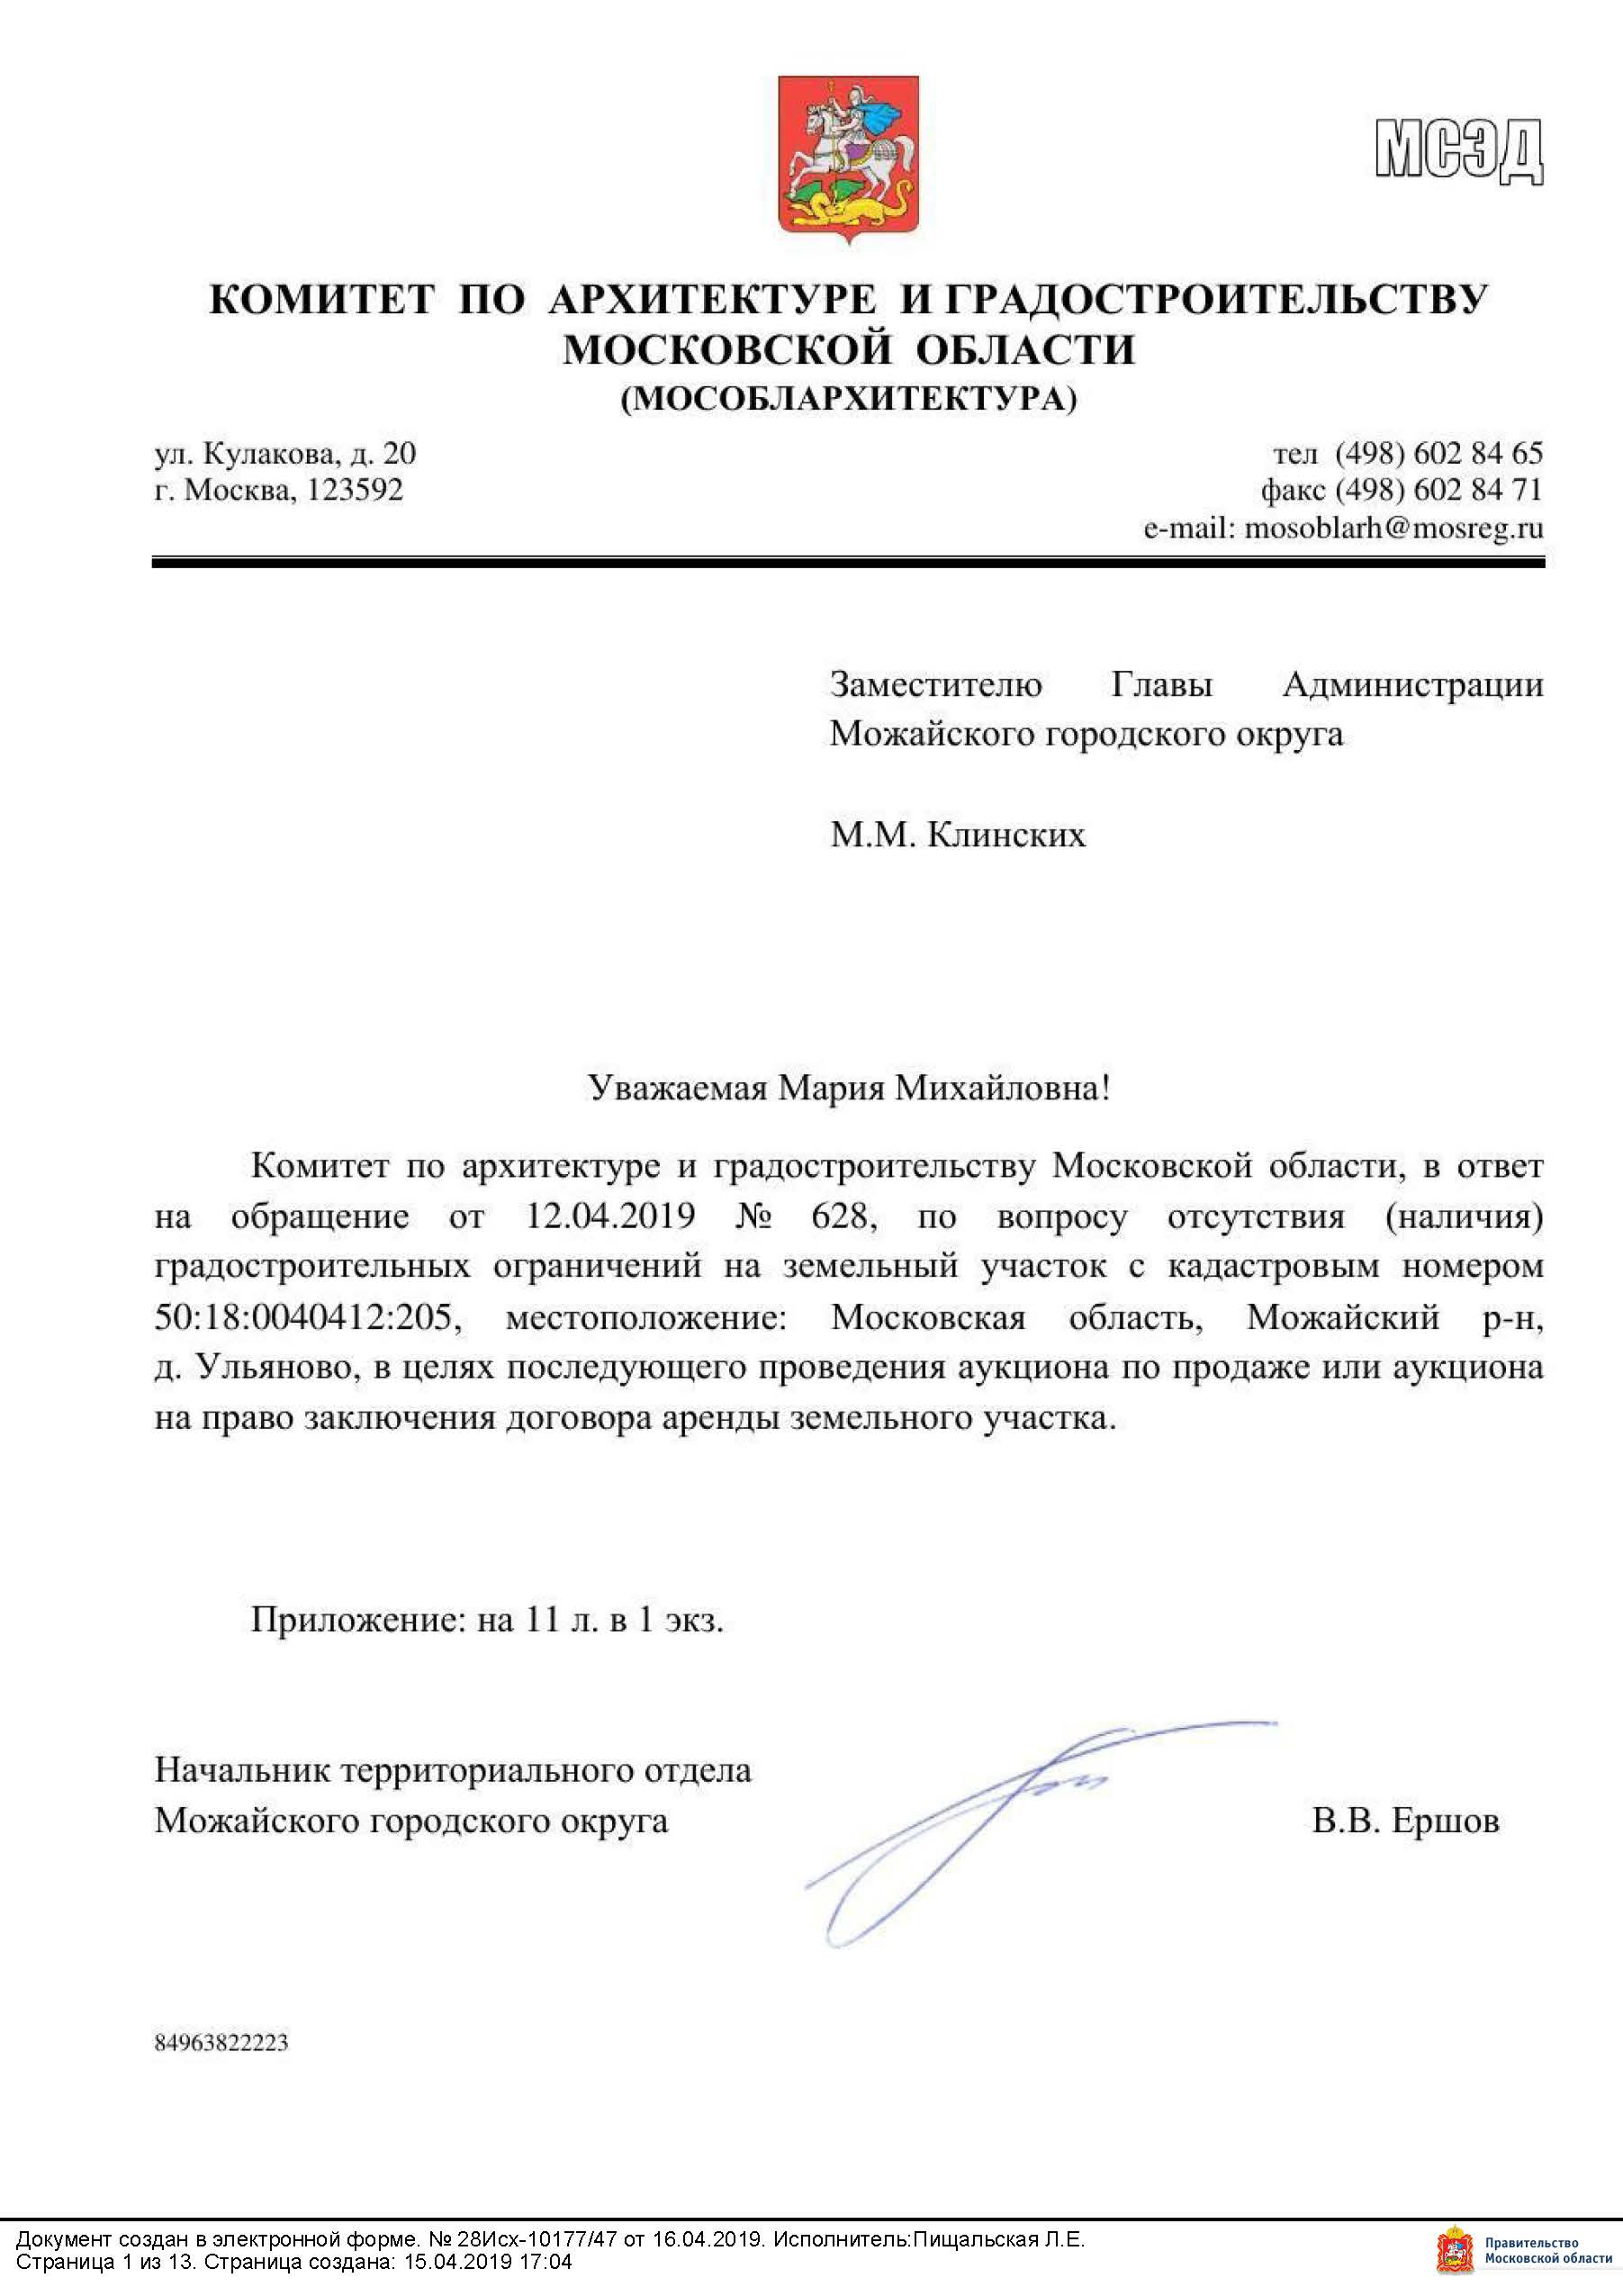 МСЭД
КОМИТЕТ ПО АРХИТЕКТУРЕ И ГРАДОСТРОИТЕЛЬСТВУ
МОСКОВСКОЙ ОБЛАСТИ
(МОСОБЛАРХИТЕКТУРА)
ул. Кулакова, д. 20
г. Москва, 123592
тел (498) 602 84 65
факс (498) 602 84 71
e-mail: mosoblarh@mosreg.ru
Заместителю Главы Администрации
Можайского городского округа
М.М. Клинских
Уважаемая Мария Михайловна!
Комитет по архитектуре и градостроительству Московской области, в ответ
на обращение от 12.04.2019 № 628, по вопросу отсутствия (наличия)
градостроительных ограничений на земельный участок с кадастровым номером
50:18:0040412:205, местоположение: Московская область, Можайский р-н,
д. Ульяново, в целях последующего проведения аукциона по продаже или аукциона
на право заключения договора аренды земельного участка.
Приложение: на 11 л. в 1 экз.
Начальник территориального отдела
Можайского городского округа
В.В. Ершов
84963822223
Документ создан в электронной форме. № 28Исх-10177/47 от 16.04.2019. Исполнитель:Пищальская Л.Е.
Страница 1 из 13. Страница создана: 15.04.2019 17:04
Правительство
Московской области